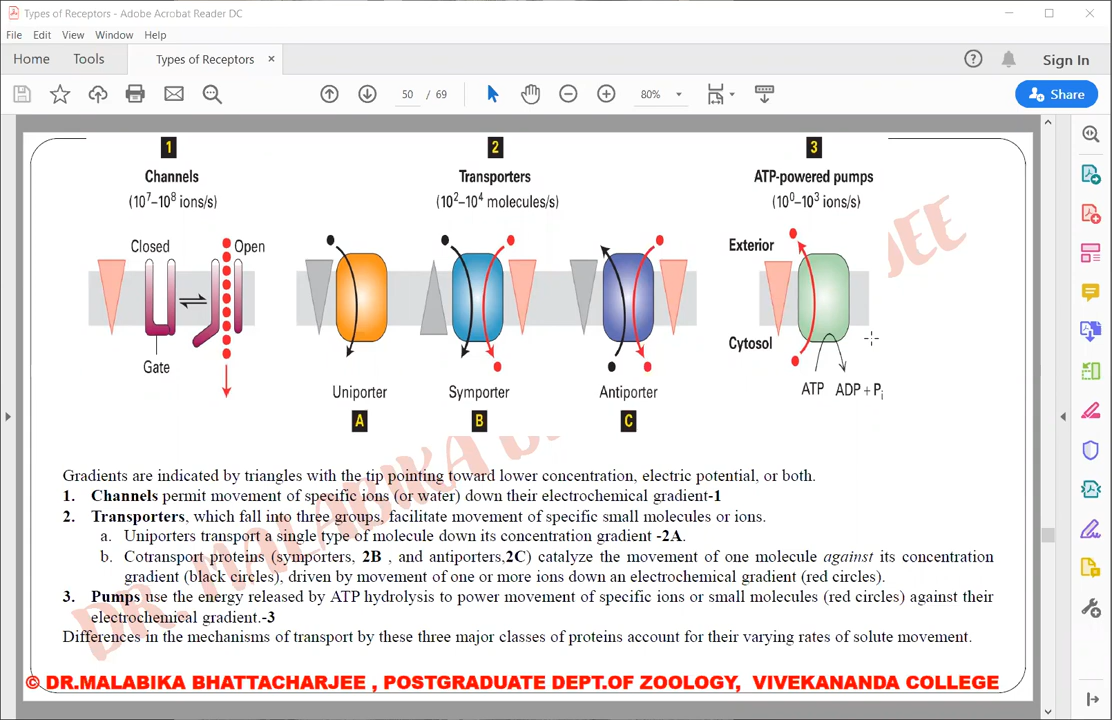 Types of Receptors - Adobe Acrobat Reader DC
File Edit View Window Help
Home Tools Types of Receptors × Sign In
50 / 69 80% Share
1 2 3
Channels Transporters ATP-powered pumps
(10⁷–10⁸ ions/s) (10²–10⁴ molecules/s) (10⁰–10³ ions/s)
Closed Open Exterior
Gate Cytosol
Uniporter Symporter Antiporter ATP ADP + Pᵢ
A B C
Gradients are indicated by triangles with the tip pointing toward lower concentration, electric potential, or both.
1. Channels permit movement of specific ions (or water) down their electrochemical gradient-1
2. Transporters, which fall into three groups, facilitate movement of specific small molecules or ions.
a. Uniporters transport a single type of molecule down its concentration gradient -2A.
b. Cotransport proteins (symporters, 2B , and antiporters,2C) catalyze the movement of one molecule against its concentration
gradient (black circles), driven by movement of one or more ions down an electrochemical gradient (red circles).
3. Pumps use the energy released by ATP hydrolysis to power movement of specific ions or small molecules (red circles) against their
electrochemical gradient.-3
Differences in the mechanisms of transport by these three major classes of proteins account for their varying rates of solute movement.
© DR.MALABIKA BHATTACHARJEE , POSTGRADUATE DEPT.OF ZOOLOGY, VIVEKANANDA COLLEGE